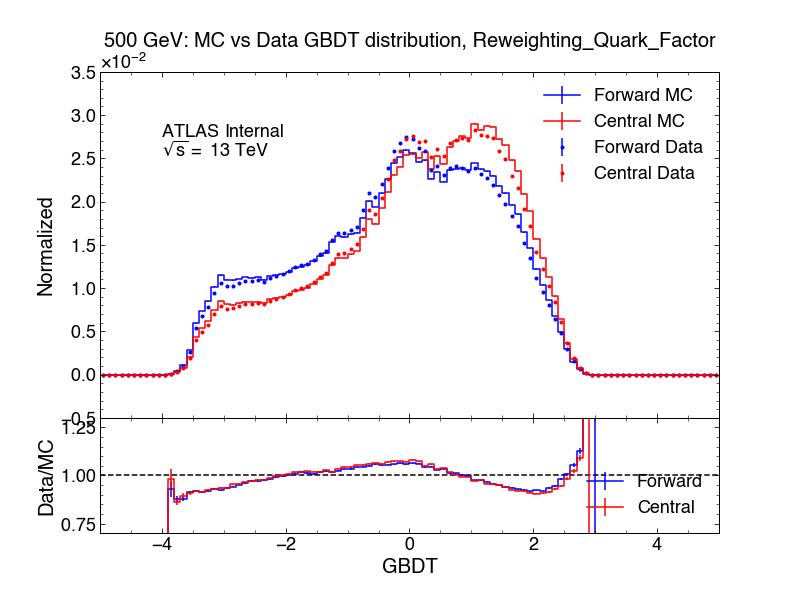 500 GeV: MC vs Data GBDT distribution, Reweighting_Quark_Factor
×10⁻²
3.5
3.0
2.5
2.0
1.5
1.0
0.5
0.0
−0.5
Normalized
ATLAS Internal
√s = 13 TeV
Forward MC
Central MC
Forward Data
Central Data
1.25
1.00
0.75
Data/MC
Forward
Central
−4 −2 0 2 4
GBDT